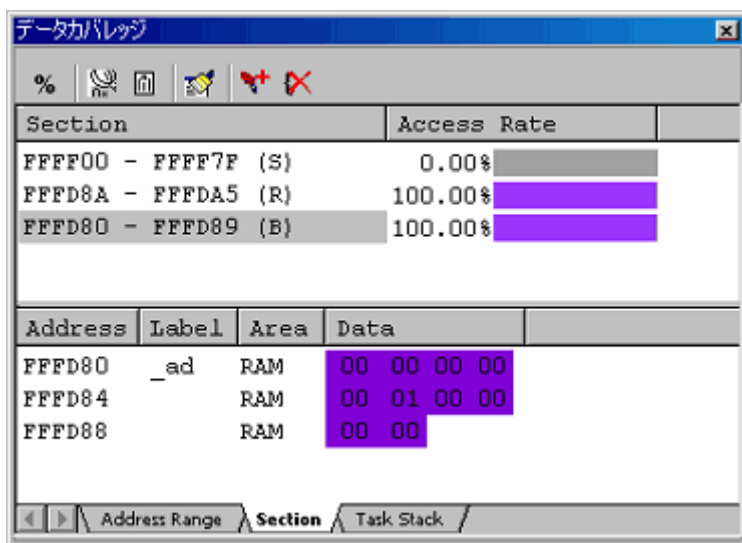 データカバレッジ
%
Section Access Rate
FFFF00 - FFFF7F (S) 0.00%
FFFD8A - FFFDA5 (R) 100.00%
FFFD80 - FFFD89 (B) 100.00%
Address Label Area Data
FFFD80 _ad RAM 00 00 00 00
FFFD84 RAM 00 01 00 00
FFFD88 RAM 00 00
Address Range Section Task Stack